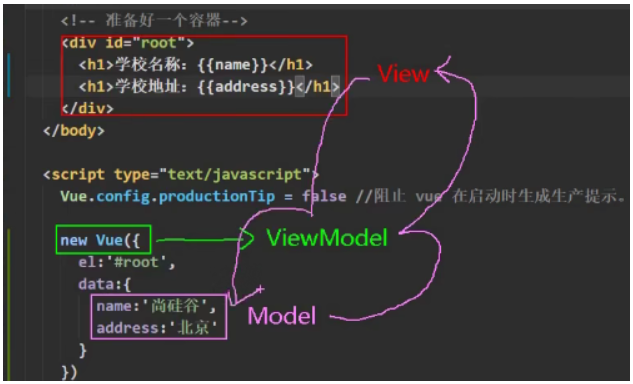 <!-- 准备好一个容器-->
<div id="root">
<h1>学校名称：{{name}}</h1>
<h1>学校地址：{{address}}</h1>
</div>
View
</body>
<script type="text/javascript">
Vue.config.productionTip = false //阻止 vue 在启动时生成生产提示。
new Vue({
ViewModel
el:'#root',
data:{
name:'尚硅谷',
address:'北京'
Model
}
})